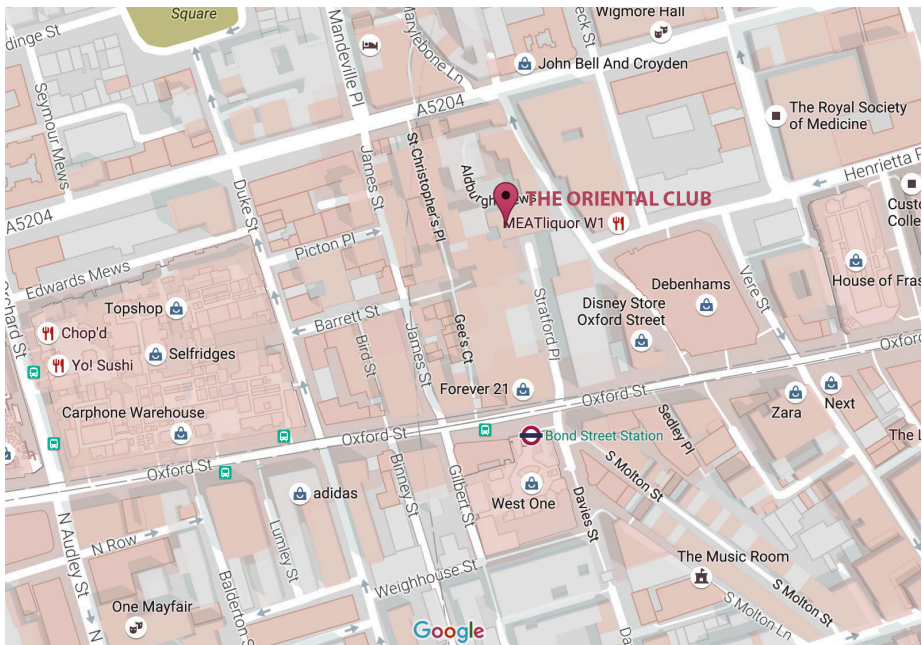 Square
Wigmore Hall
dinge St
Mandeville Pl
Marylebone Ln
eck St
John Bell And Croyden
Seymour Mews
A5204
The Royal Society
of Medicine
St Christopher's Pl
James St
Aldburgh Mews
Henrietta P
THE ORIENTAL CLUB
MEATliquor W1
Custo
Colle
A5204
Duke St
Picton Pl
Edwards Mews
Orchard St
Topshop
Barrett St
Debenhams
Vere St
House of Fras
Stratford Pl
Disney Store
Oxford Street
Chop'd
Selfridges
Yo! Sushi
Bird St
James St
Gee's Ct
Forever 21
Oxford St
Oxfo
Carphone Warehouse
Zara
Next
Sedley Pl
Oxford St
Bond Street Station
The L
Oxford St
S Molton St
adidas
Binney St
Gilbert St
West One
Davies St
N Audley St
N Row
Lumley St
The Music Room
Weighhouse St
One Mayfair
Balderton S
S Molton St
S Molton Ln
N
Da
Google